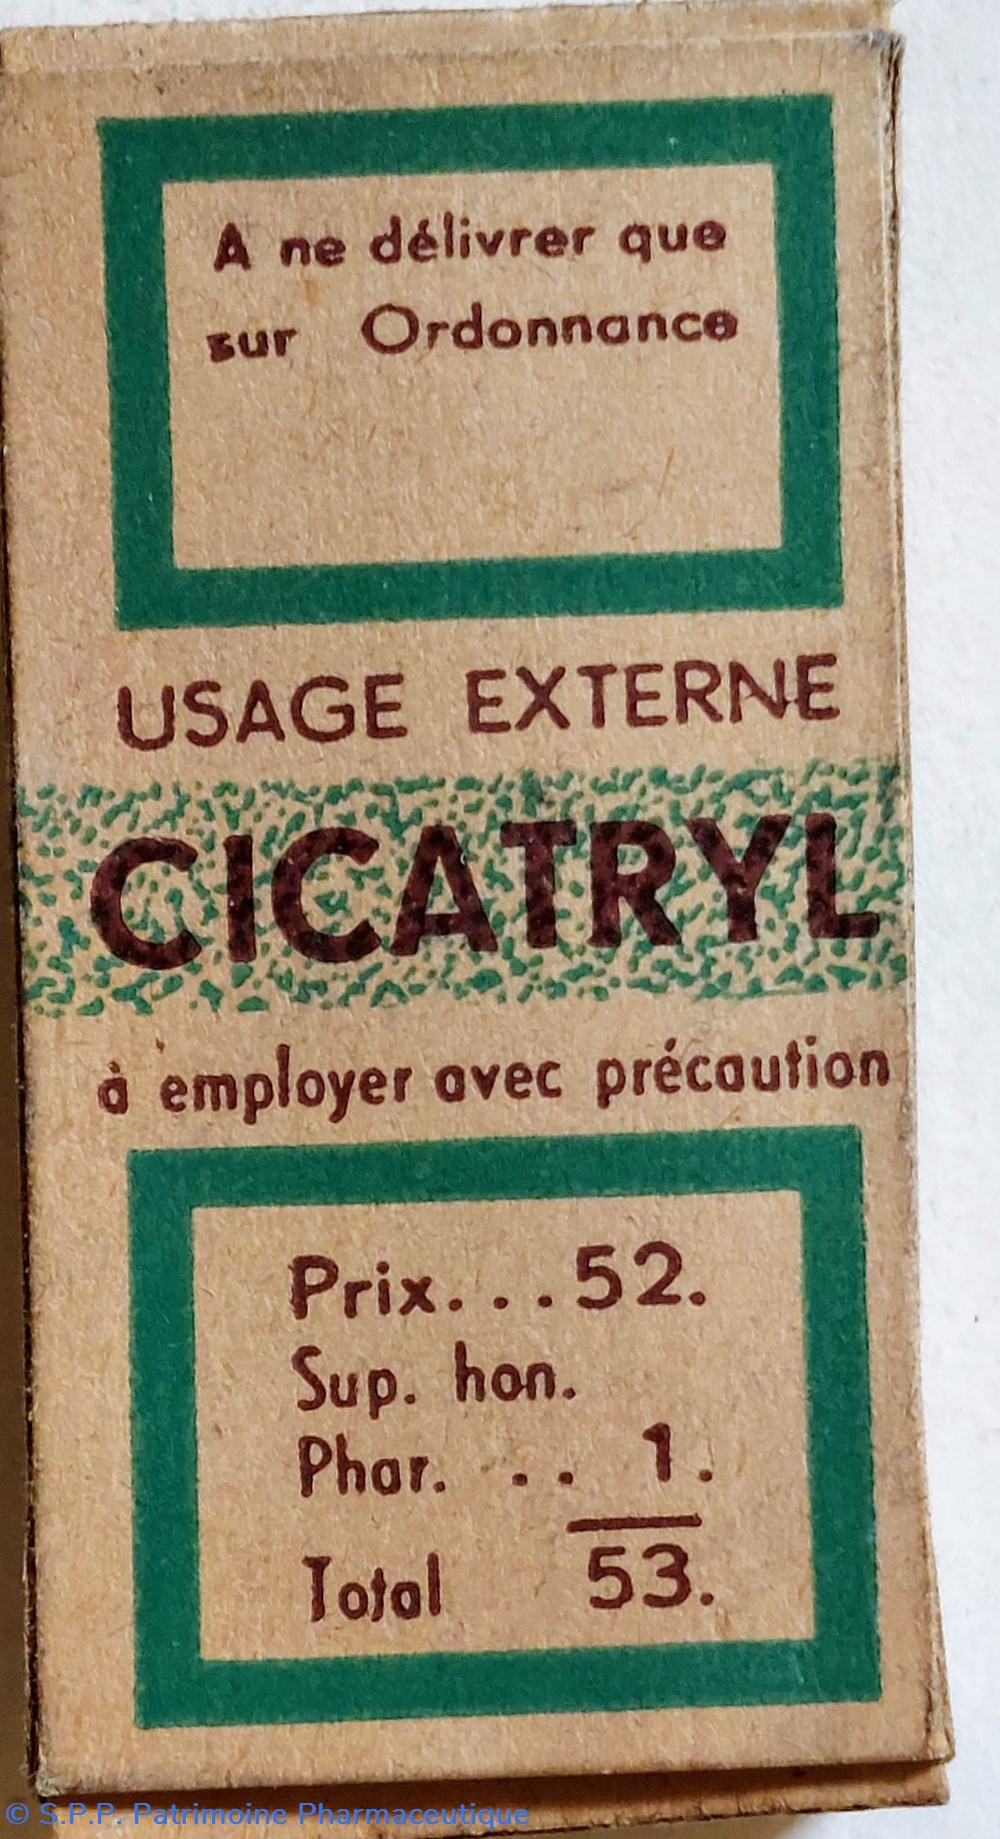 A ne délivrer que
sur Ordonnance
USAGE EXTERNE
CICATRYL
à employer avec précaution
Prix. . . 52.
Sup. hon.
Phar. . . 1.
Total 53.
© S.P.P. Patrimoine Pharmaceutique